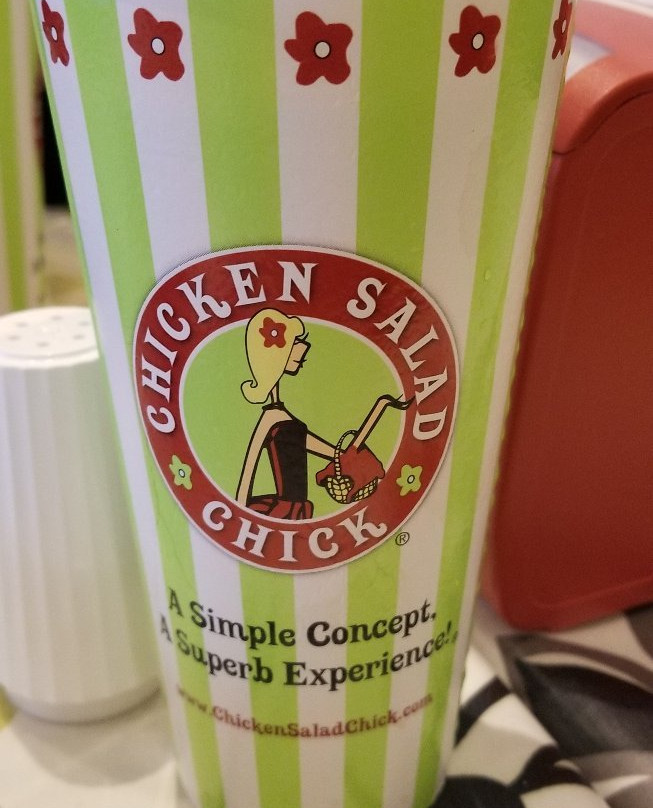 CHICKEN SALAD
CHICK ®
A Simple Concept,
A Superb Experience!®
www.ChickenSaladChick.com